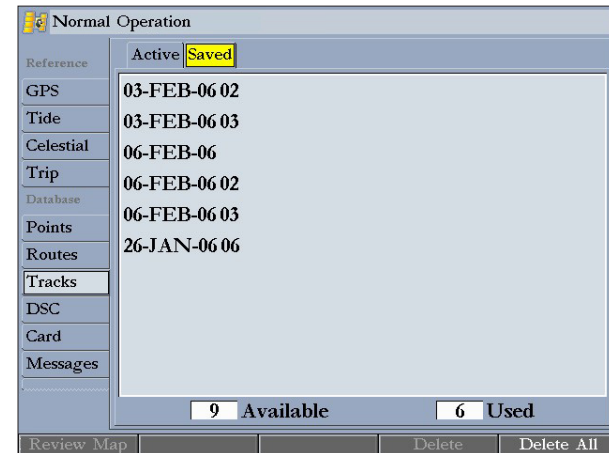 Normal Operation
Reference
GPS
Tide
Celestial
Trip
Database
Points
Routes
Tracks
DSC
Card
Messages
Active Saved
03-FEB-06 02
03-FEB-06 03
06-FEB-06
06-FEB-06 02
06-FEB-06 03
26-JAN-06 06
9 Available 6 Used
Review Map Delete Delete All